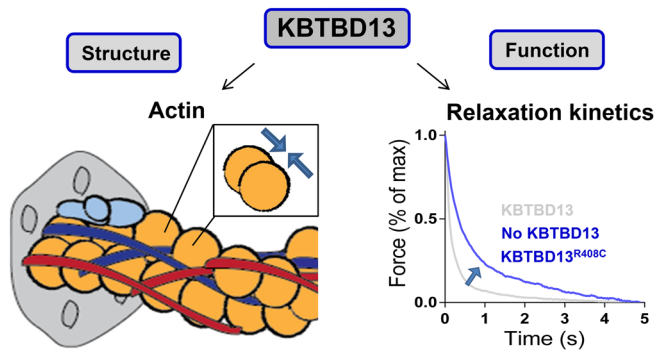 KBTBD13
Structure
Function
Actin
Relaxation kinetics
Force (% of max)
1.0
0.5
0.0
KBTBD13
No KBTBD13
KBTBD13R408C
0 1 2 3 4 5
Time (s)